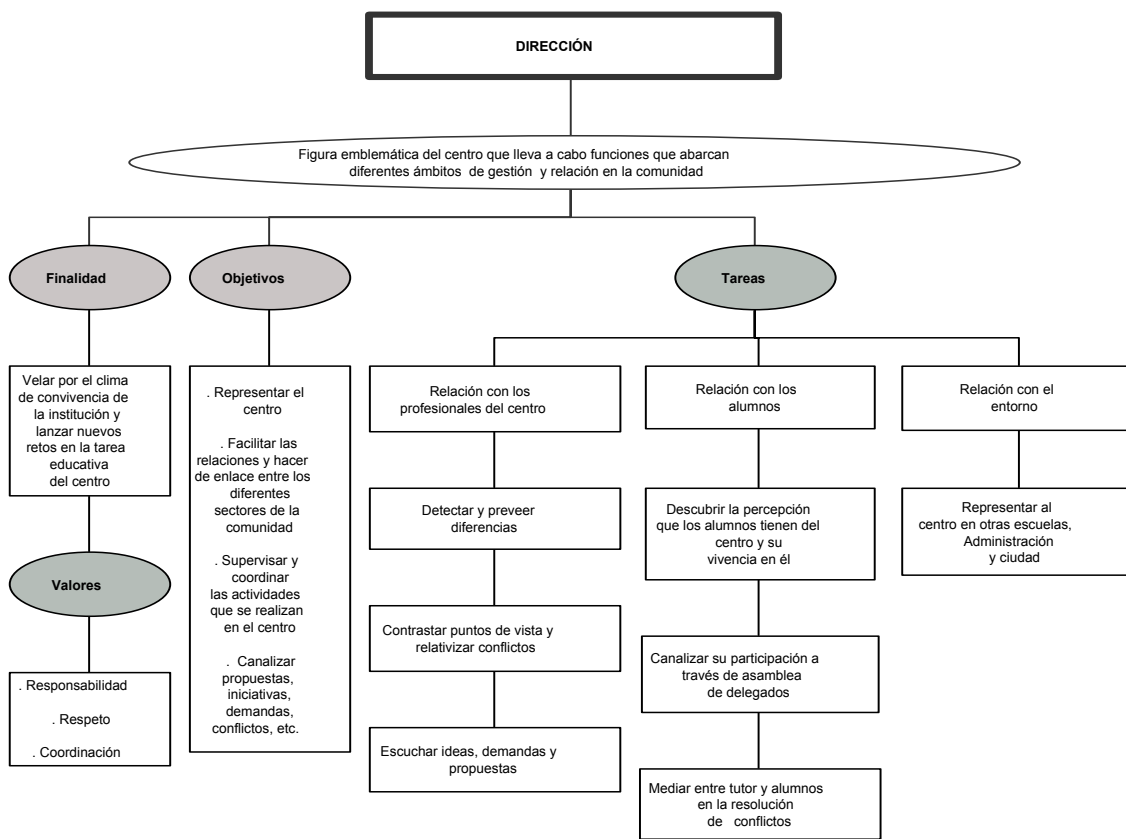 DIRECCIÓN
Figura emblemática del centro que lleva a cabo funciones que abarcan
diferentes ámbitos de gestión y relación en la comunidad
Finalidad
Objetivos
Tareas
Velar por el clima
de convivencia de
la institución y
lanzar nuevos
retos en la tarea
educativa
del centro
Valores
. Responsabilidad
. Respeto
. Coordinación
. Representar el
centro
. Facilitar las
relaciones y hacer
de enlace entre los
diferentes
sectores de la
comunidad
. Supervisar y
coordinar
las actividades
que se realizan
en el centro
. Canalizar
propuestas,
iniciativas,
demandas,
conflictos, etc.
Relación con los
profesionales del centro
Detectar y preveer
diferencias
Contrastar puntos de vista y
relativizar conflictos
Escuchar ideas, demandas y
propuestas
Relación con los
alumnos
Descubrir la percepción
que los alumnos tienen del
centro y su
vivencia en él
Canalizar su participación a
través de asamblea
de delegados
Mediar entre tutor y alumnos
en la resolución
de conflictos
Relación con el
entorno
Representar al
centro en otras escuelas,
Administración
y ciudad